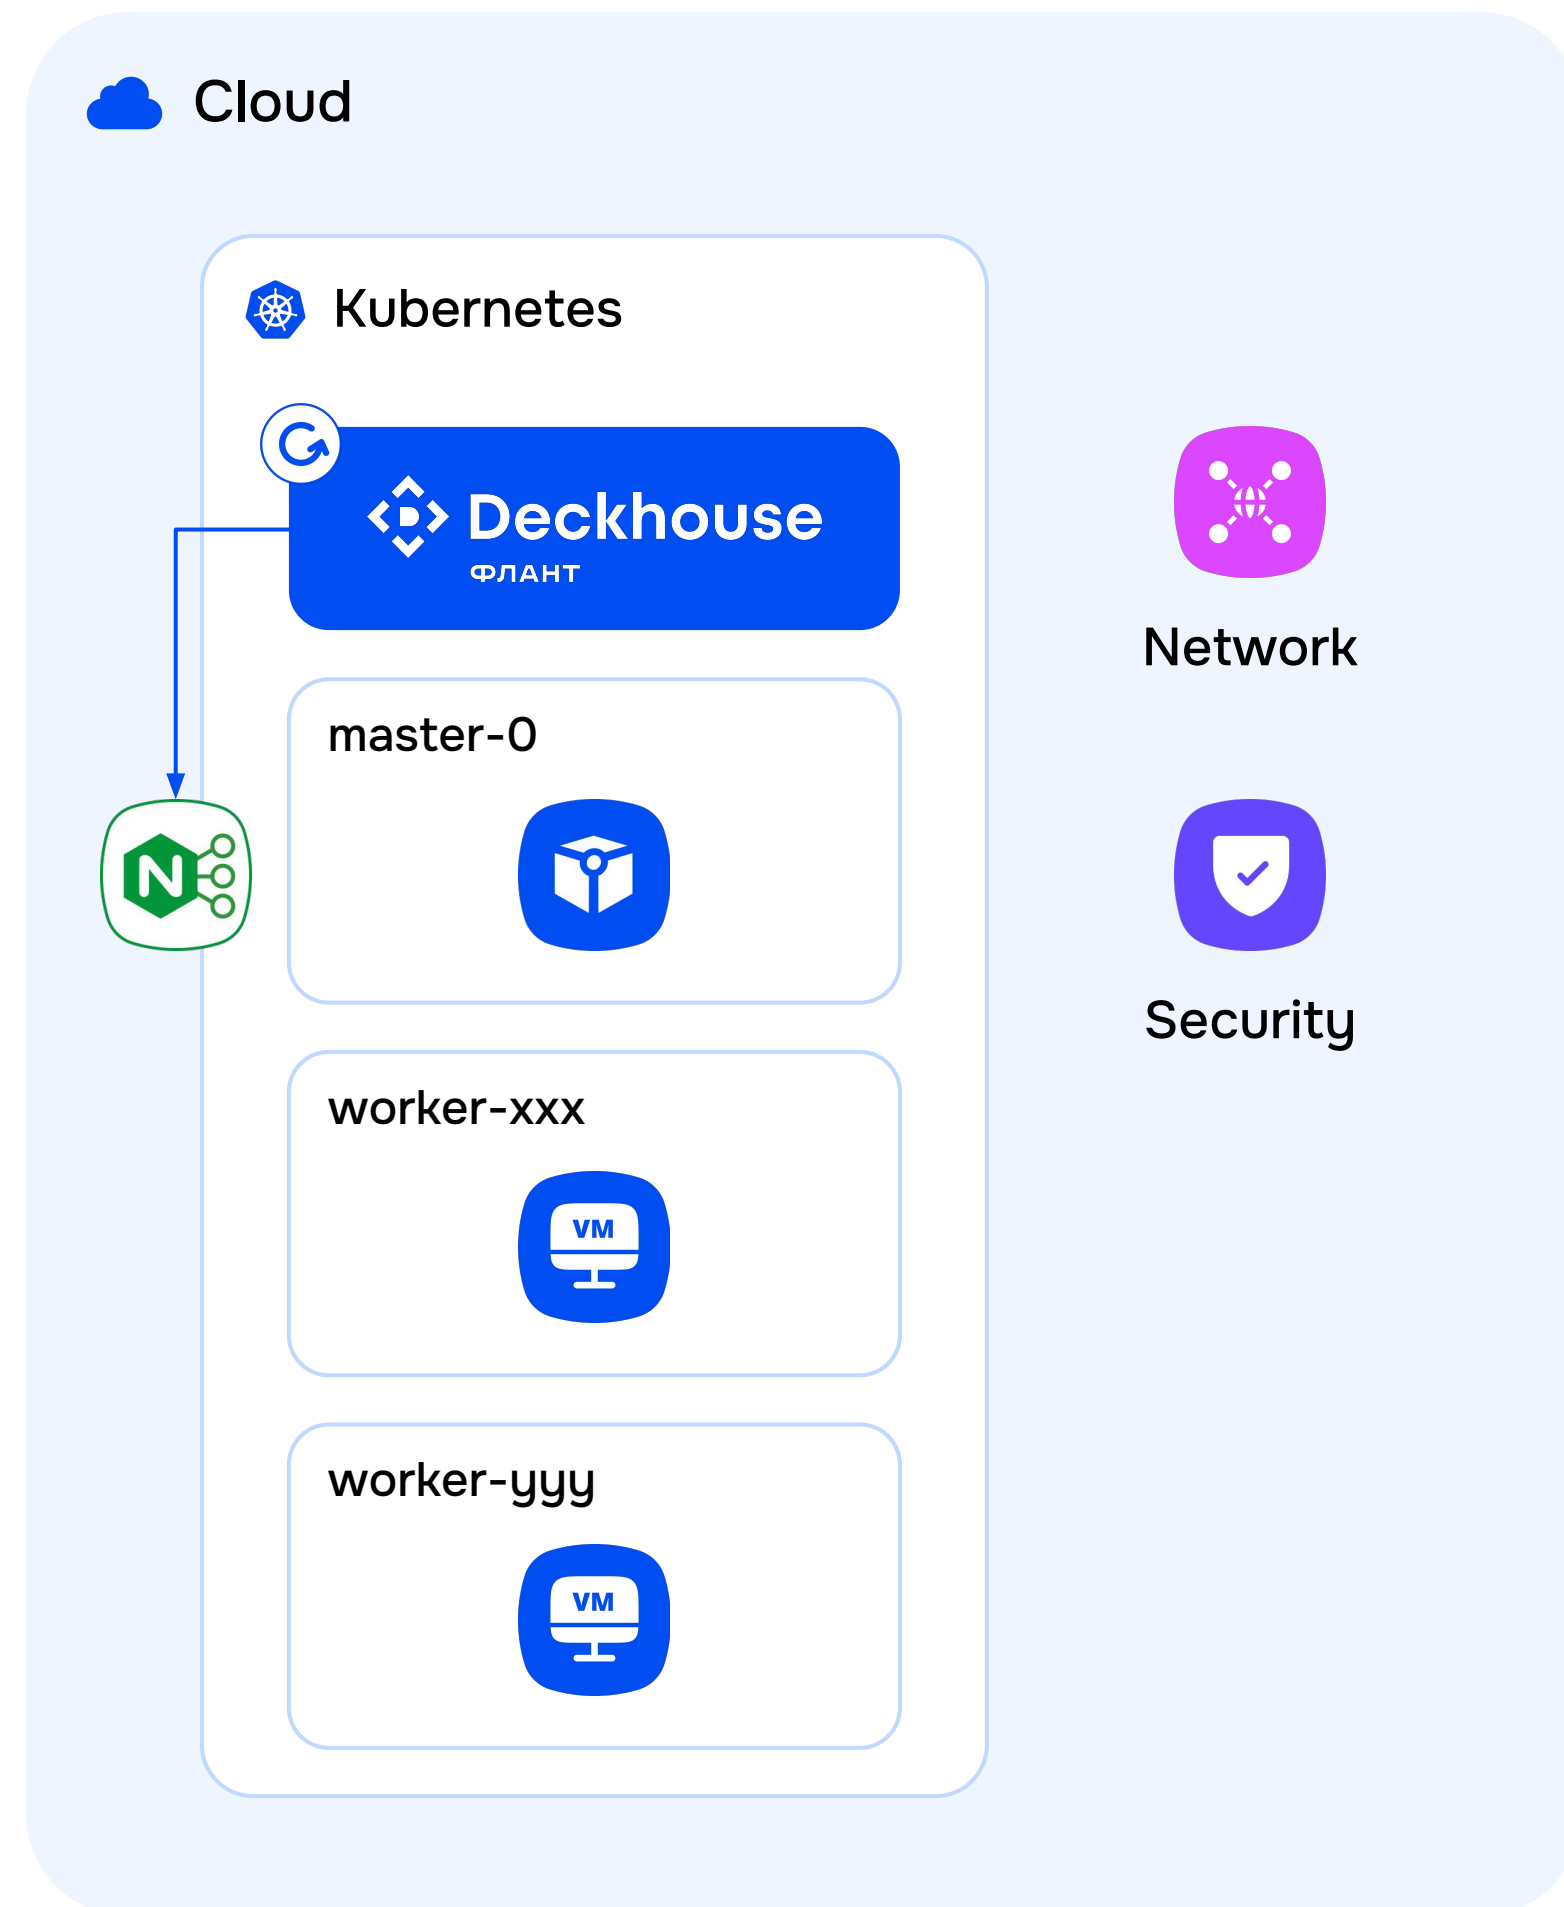 Cloud
Kubernetes
Deckhouse
ФЛАНТ
Network
master-0
N
Security
worker-xxx
VM
worker-yyy
VM